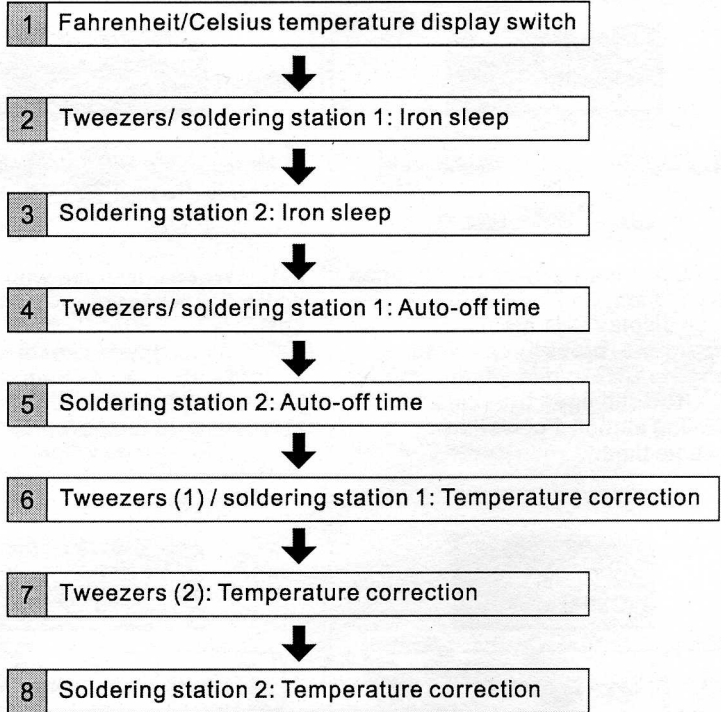 1 Fahrenheit/Celsius temperature display switch
2 Tweezers/ soldering station 1: Iron sleep
3 Soldering station 2: Iron sleep
4 Tweezers/ soldering station 1: Auto-off time
5 Soldering station 2: Auto-off time
6 Tweezers (1) / soldering station 1: Temperature correction
7 Tweezers (2): Temperature correction
8 Soldering station 2: Temperature correction